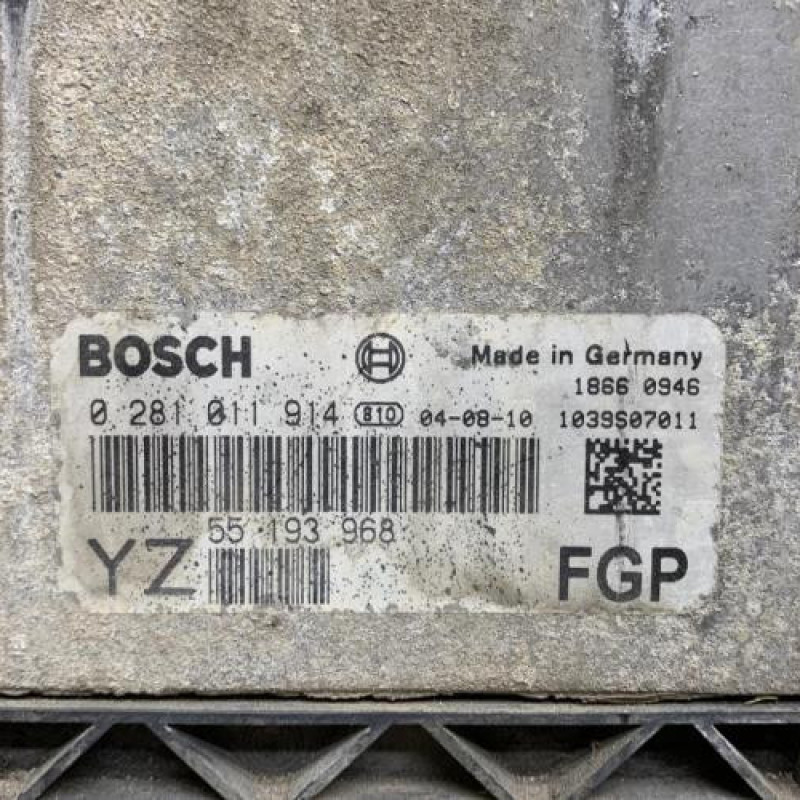 BOSCH Made in Germany
1866 0946
0 281 011 914 810 04-08-10 1039S07011
55 193 968
YZ FGP